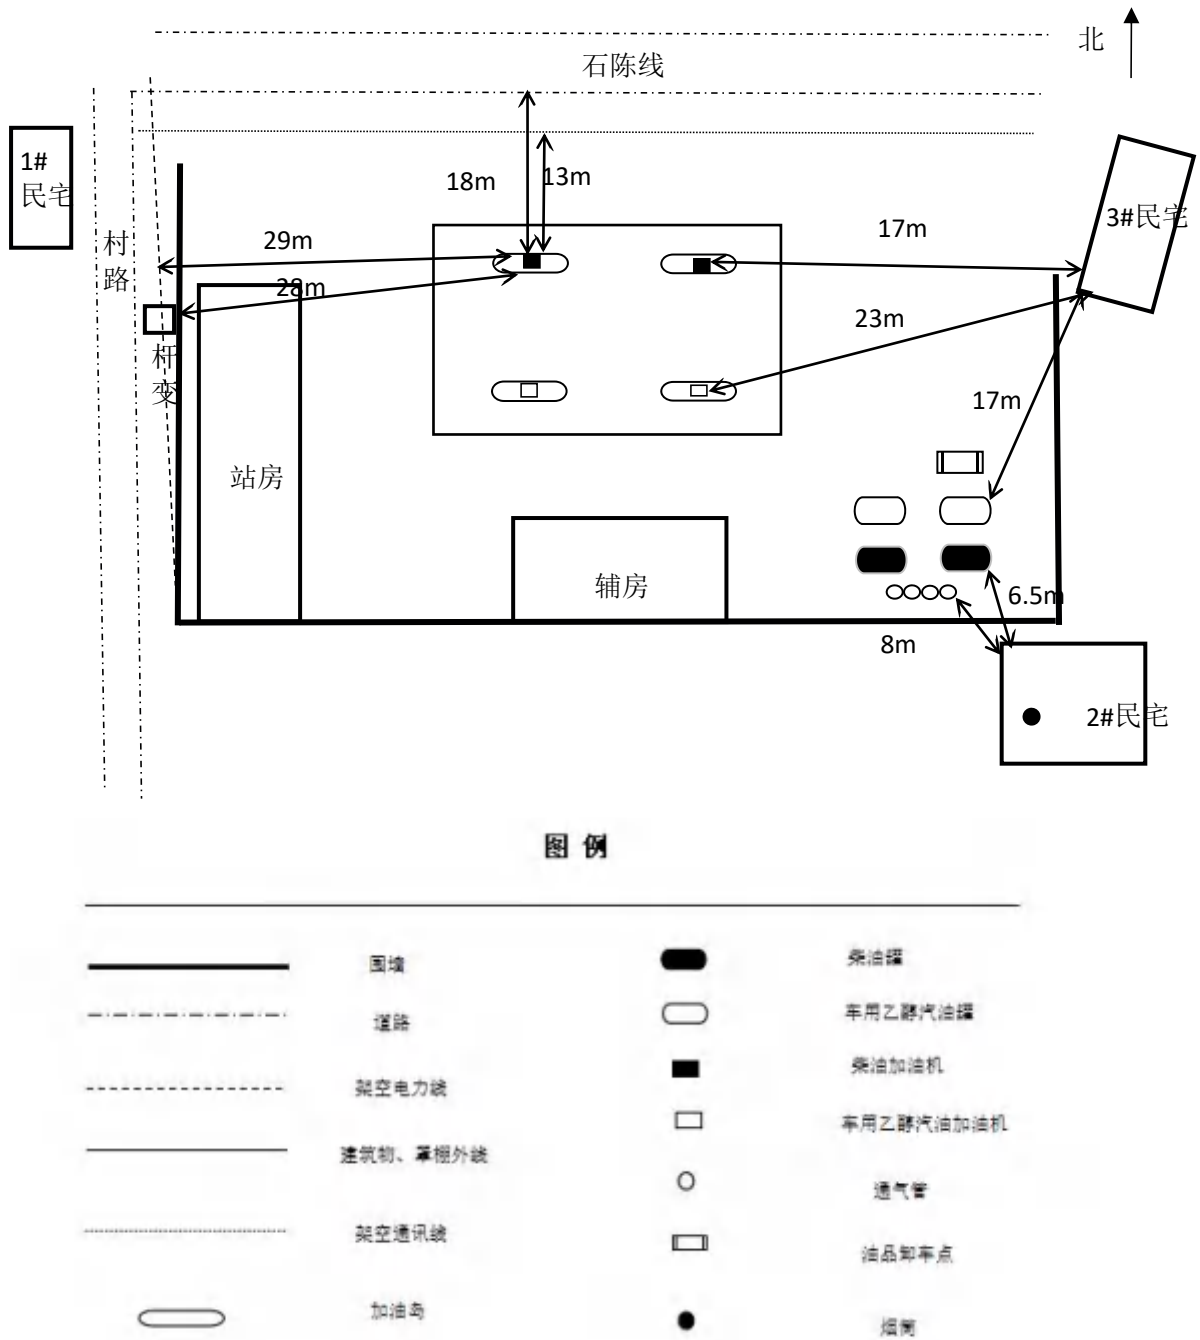 北
石陈线
1#
民宅
18m
13m
3#民宅
村
路
29m
17m
28m
23m
杆
变
17m
站房
辅房
6.5m
8m
2#民宅
图 例
围墙
柴油罐
道路
车用乙醇汽油罐
架空电力线
柴油加油机
建筑物、罩棚外线
车用乙醇汽油加油机
架空通讯线
通气管
油品卸车点
加油岛
烟筒